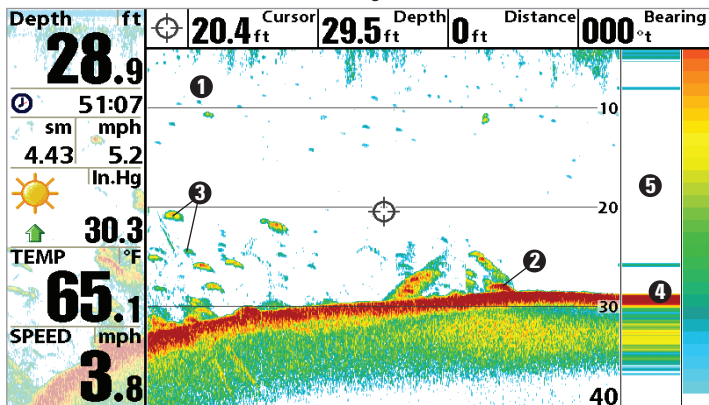 Cursor 20.4 ft Depth 29.5 ft Distance 0 ft Bearing 000 °t
Depth ft
28.9
51:07
sm mph
4.43 5.2
In.Hg
30.3
TEMP °F
65.1
SPEED mph
3.8
1
10
5
3
20
2
4
30
40